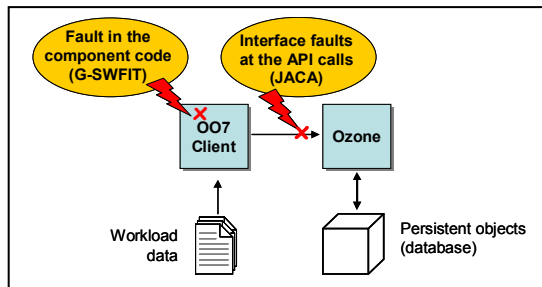 Fault in the
component code
(G-SWFIT)
Interface faults
at the API calls
(JACA)
OO7
Client
Ozone
Workload
data
Persistent objects
(database)